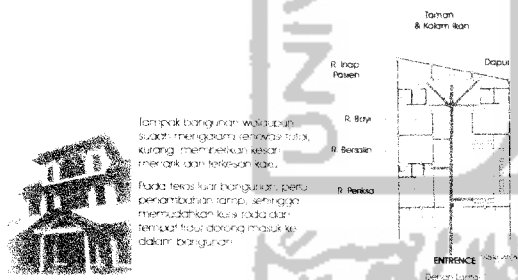 Tampak bangunan walaupun
sudah mengalami renovasi total,
kurang memberikan kesan
menarik dan terkesan kaku.
Pada teras luar bangunan, perlu
penambahan ramp, sehingga
memudahkan kursi roda dan
tempat tidur dorong masuk ke
dalam bangunan
Taman
& Kolam Ikan
R. Inap
Pasien
Dapur
R. Bayi
R. Bersalin
R. Periksa
ENTRENCE
Denah Lantai